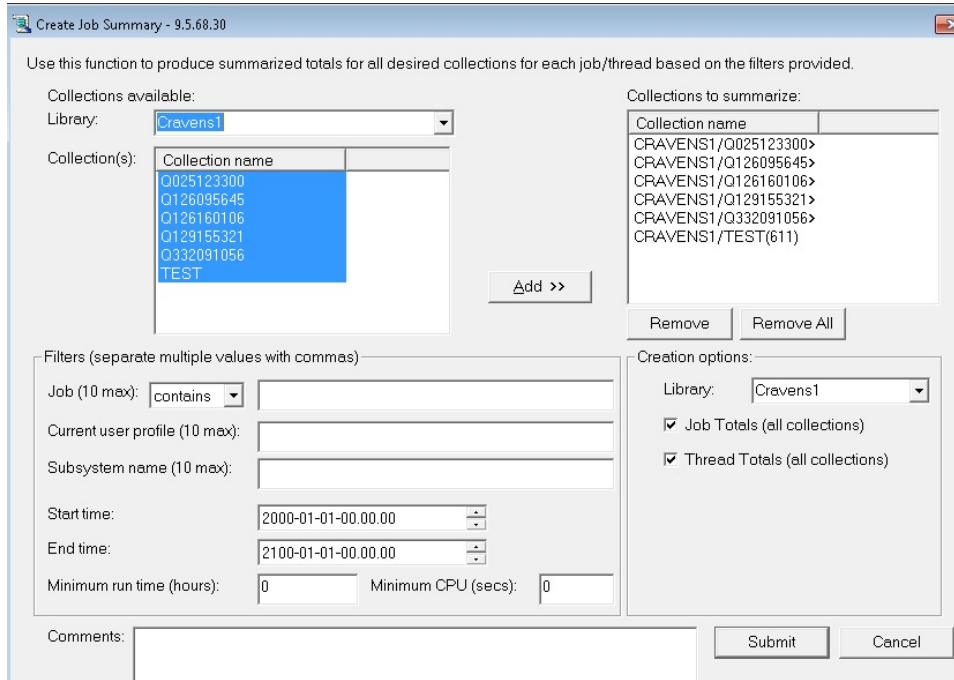 Create Job Summary - 9.5.68.30
Use this function to produce summarized totals for all desired collections for each job/thread based on the filters provided.
Collections available:
Library: Cravens1
Collection(s):
Collection name
Q025123300
Q126095645
Q126160106
Q129155321
Q332091056
TEST
Add >>
Collections to summarize:
Collection name
CRAVENS1/Q025123300>
CRAVENS1/Q126095645>
CRAVENS1/Q126160106>
CRAVENS1/Q129155321>
CRAVENS1/Q332091056>
CRAVENS1/TEST(611)
Remove Remove All
Filters (separate multiple values with commas)
Job (10 max): contains
Current user profile (10 max):
Subsystem name (10 max):
Start time: 2000-01-01-00.00.00
End time: 2100-01-01-00.00.00
Minimum run time (hours): 0 Minimum CPU (secs): 0
Creation options:
Library: Cravens1
Job Totals (all collections)
Thread Totals (all collections)
Comments:
Submit Cancel